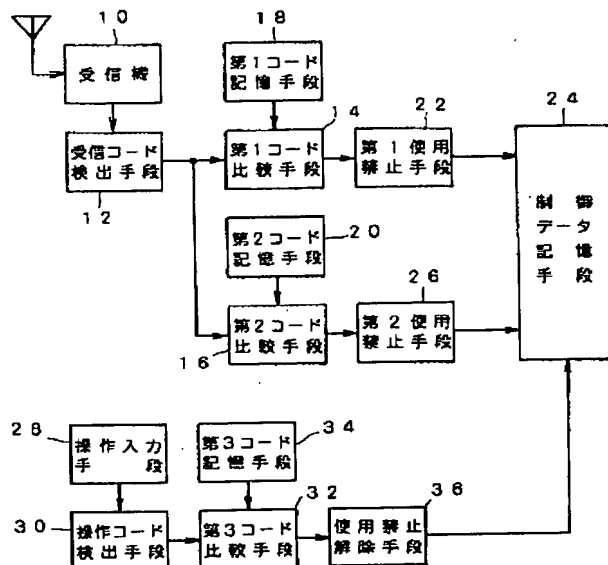 10
受信機
受信コード
検出手段
12
18
第1コード
記憶手段
14
第1コード
比較手段
22
第1使用
禁止手段
24
制御
データ
記憶
手段
第2コード
記憶手段
20
第2コード
比較手段
16
26
第2使用
禁止手段
28
操作入力
手段
30
操作コード
検出手段
第3コード
記憶手段
34
32
第3コード
比較手段
36
使用禁止
解除手段